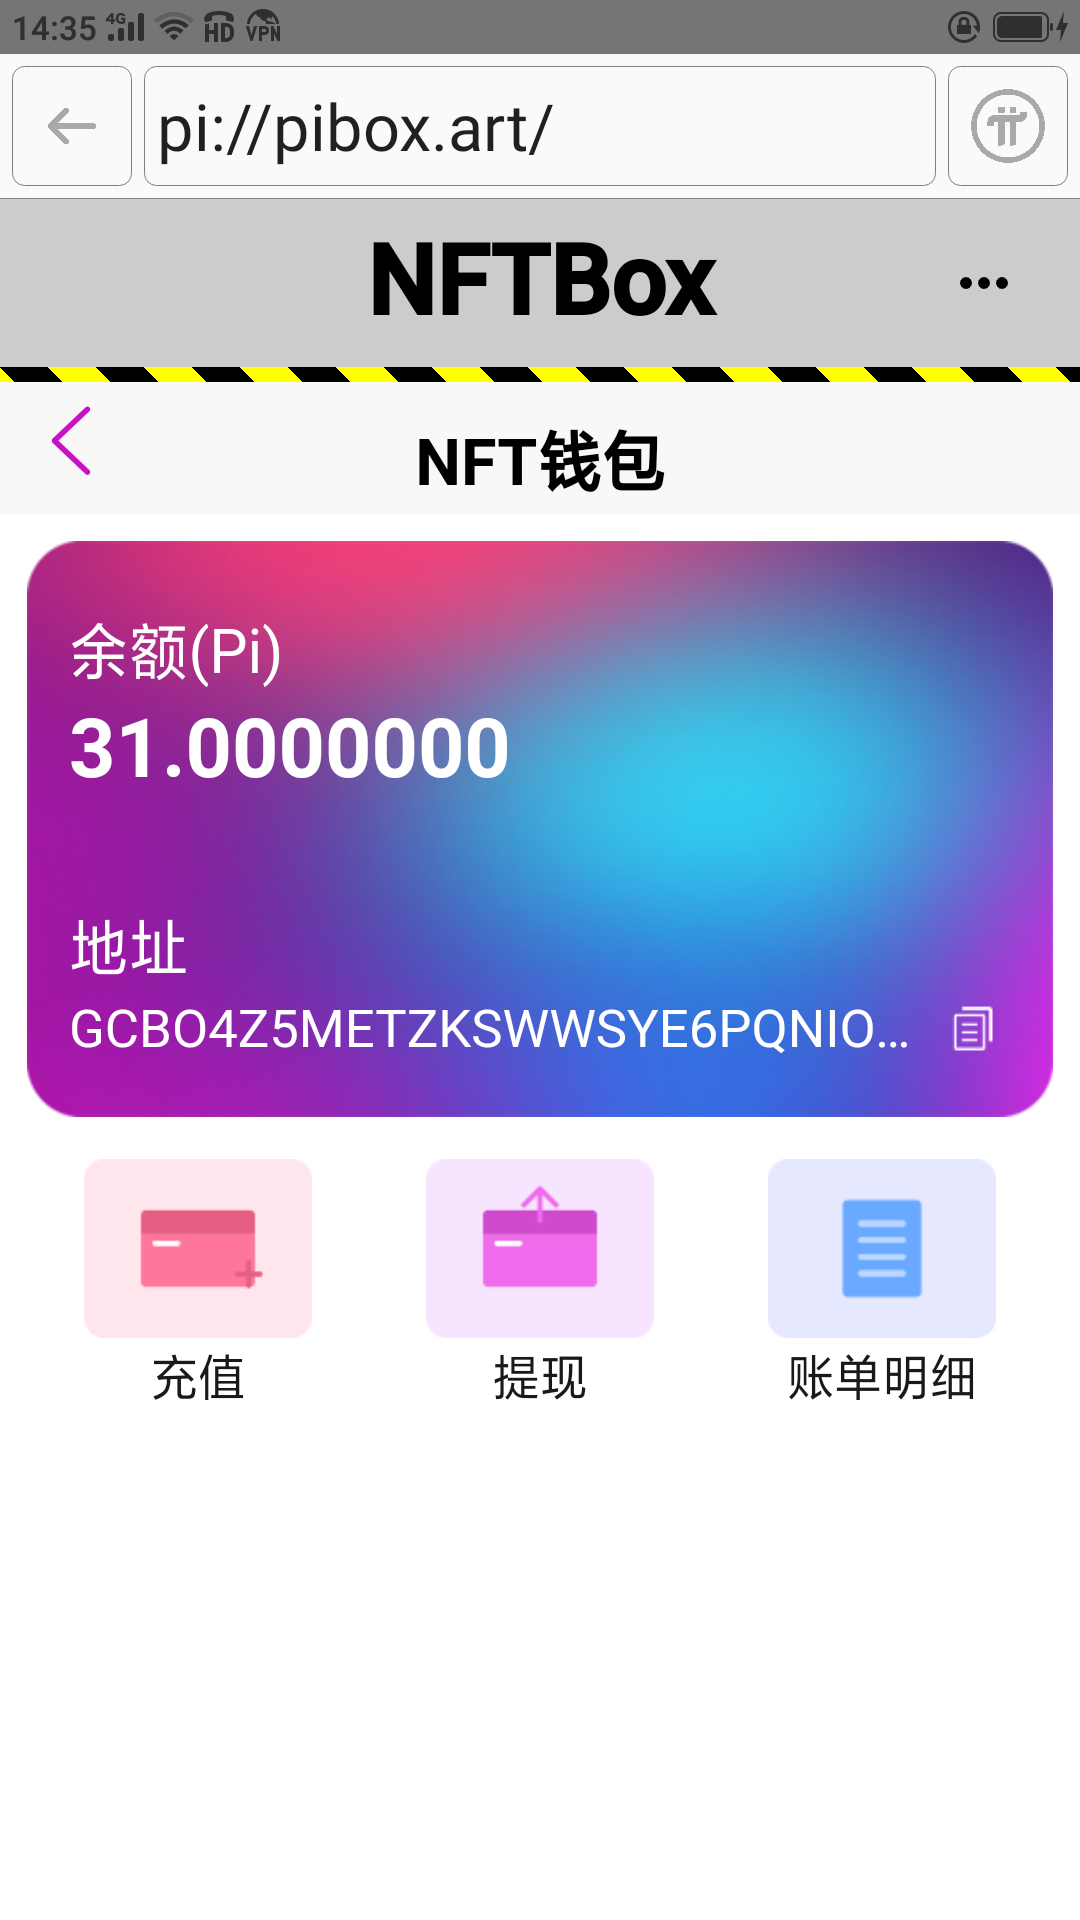 14:35 4G HD VPN
pi://pibox.art/
NFTBox
NFT钱包
余额(Pi)
31.0000000
地址
GCBO4Z5METZKSWWSYE6PQNIO...
充值 提现 账单明细